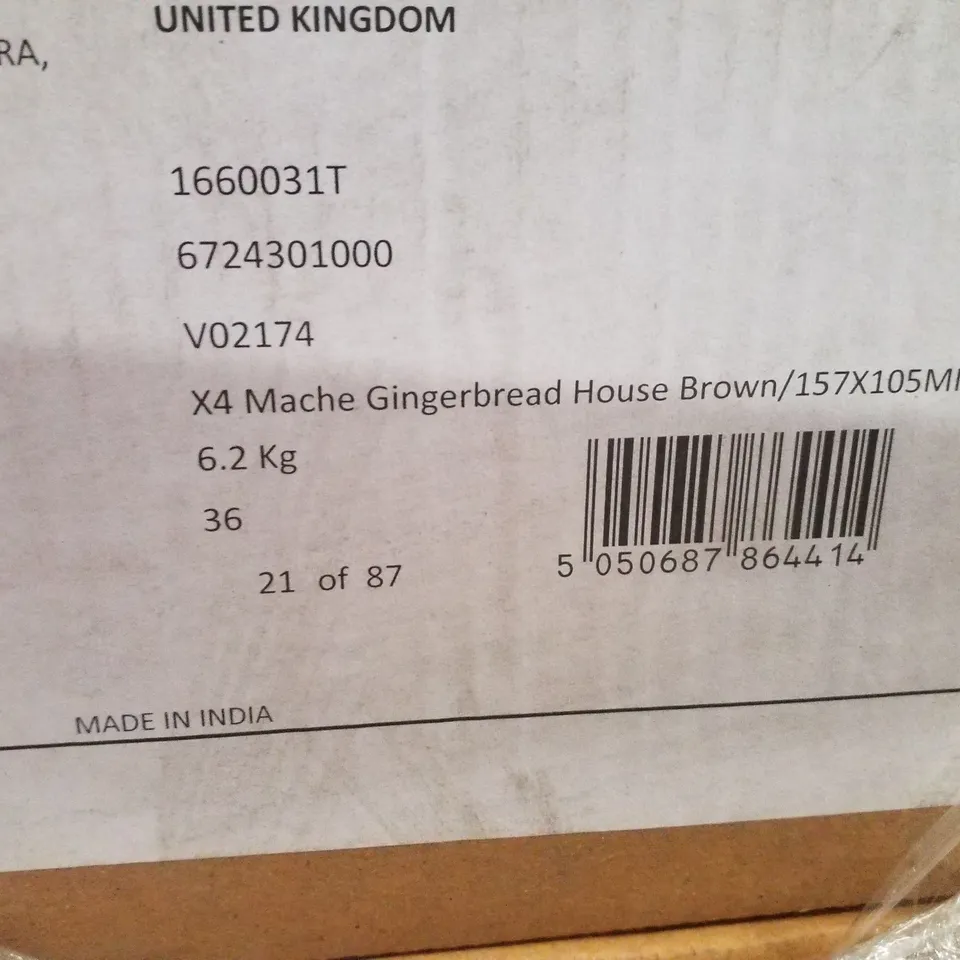 UNITED KINGDOM
RA,
1660031T
6724301000
V02174
X4 Mache Gingerbread House Brown/157X105M
6.2 Kg
36
21 of 87
5 050687 864414
MADE IN INDIA